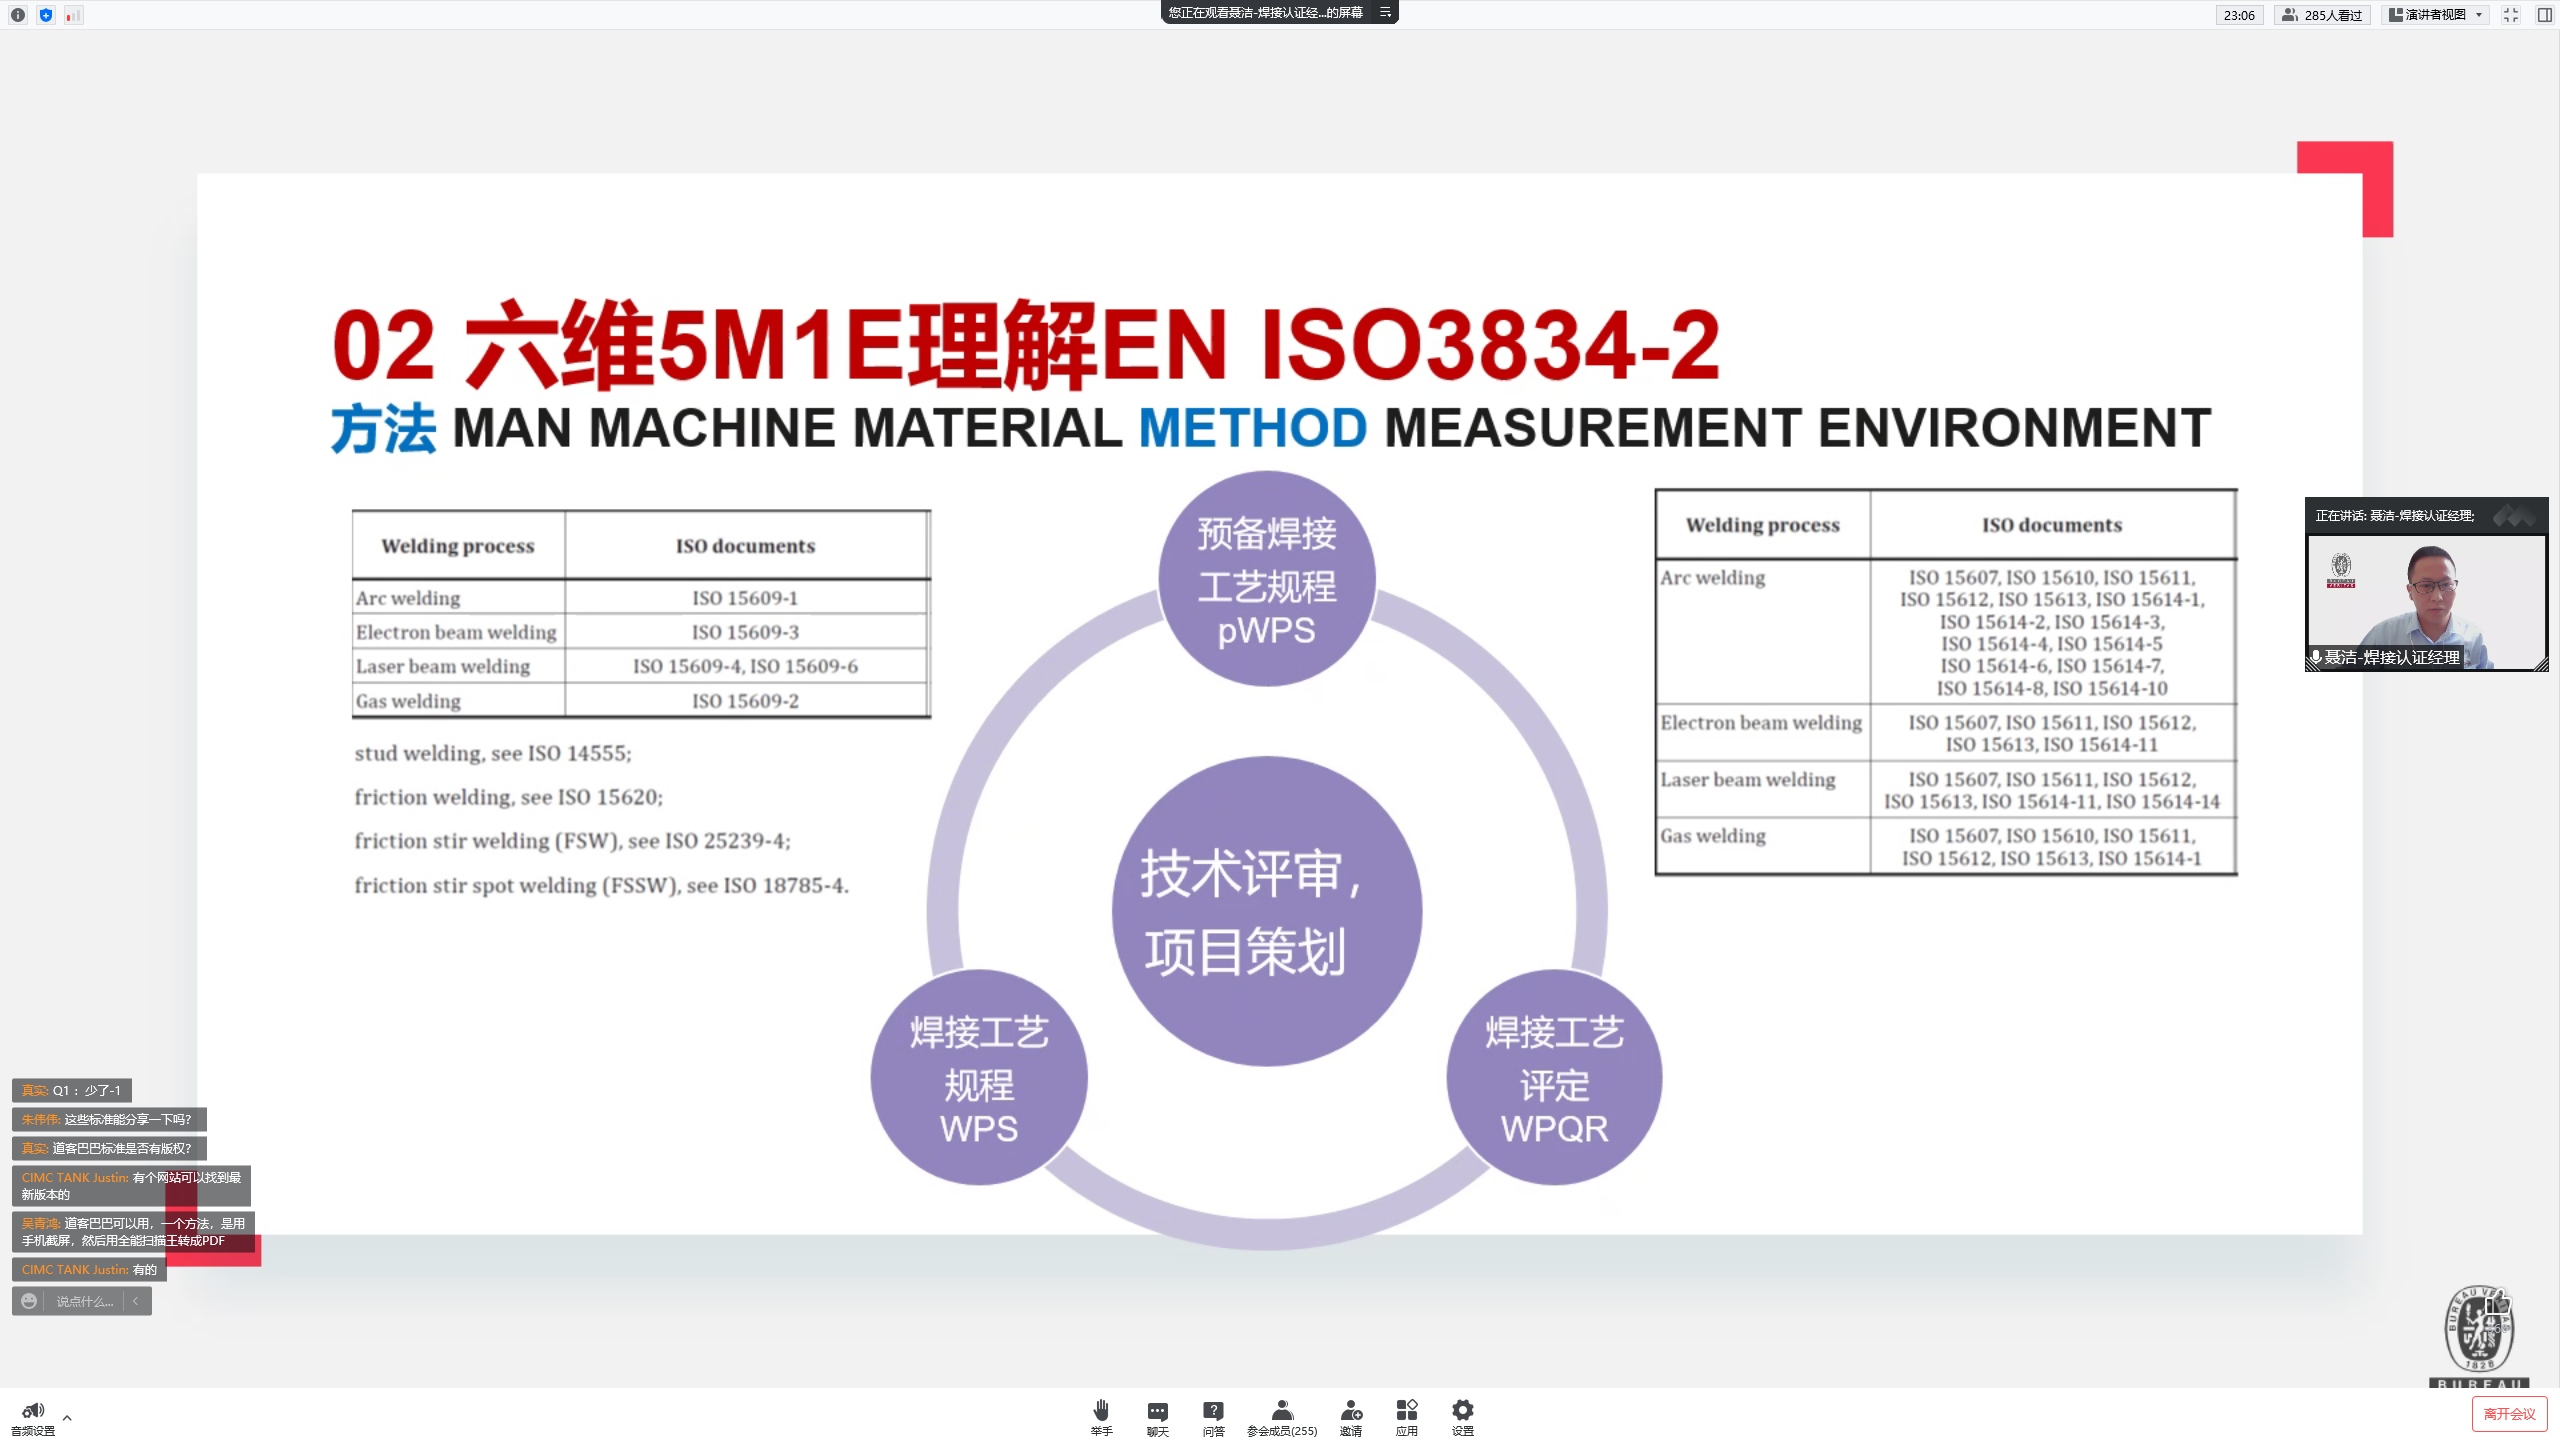 您正在观看聂洁-焊接认证经...的屏幕
23:06
285人看过
演讲者视图
02 六维5M1E理解EN ISO3834-2
方法 MAN MACHINE MATERIAL METHOD MEASUREMENT ENVIRONMENT
Welding process ISO documents
Arc welding ISO 15609-1
Electron beam welding ISO 15609-3
Laser beam welding ISO 15609-4, ISO 15609-6
Gas welding ISO 15609-2
stud welding, see ISO 14555;
friction welding, see ISO 15620;
friction stir welding (FSW), see ISO 25239-4;
friction stir spot welding (FSSW), see ISO 18785-4.
预备焊接
工艺规程
pWPS
技术评审，
项目策划
焊接工艺
规程
WPS
焊接工艺
评定
WPQR
Welding process ISO documents
Arc welding ISO 15607, ISO 15610, ISO 15611,
ISO 15612, ISO 15613, ISO 15614-1,
ISO 15614-2, ISO 15614-3,
ISO 15614-4, ISO 15614-5
ISO 15614-6, ISO 15614-7,
ISO 15614-8, ISO 15614-10
Electron beam welding ISO 15607, ISO 15611, ISO 15612,
ISO 15613, ISO 15614-11
Laser beam welding ISO 15607, ISO 15611, ISO 15612,
ISO 15613, ISO 15614-11, ISO 15614-14
Gas welding ISO 15607, ISO 15610, ISO 15611,
ISO 15612, ISO 15613, ISO 15614-1
正在讲话: 聂洁-焊接认证经理;
聂洁-焊接认证经理
真实: Q1：少了-1
朱伟伟: 这些标准能分享一下吗?
真实: 道客巴巴标准是否有版权?
CIMC TANK Justin: 有个网站可以找到最
新版本的
吴青鸿: 道客巴巴可以用，一个方法，是用
手机截屏，然后用全能扫描王转成PDF
CIMC TANK Justin: 有的
说点什么...
1828
BUREAU
音频设置
举手
聊天
问答
参会成员(255)
邀请
应用
设置
离开会议